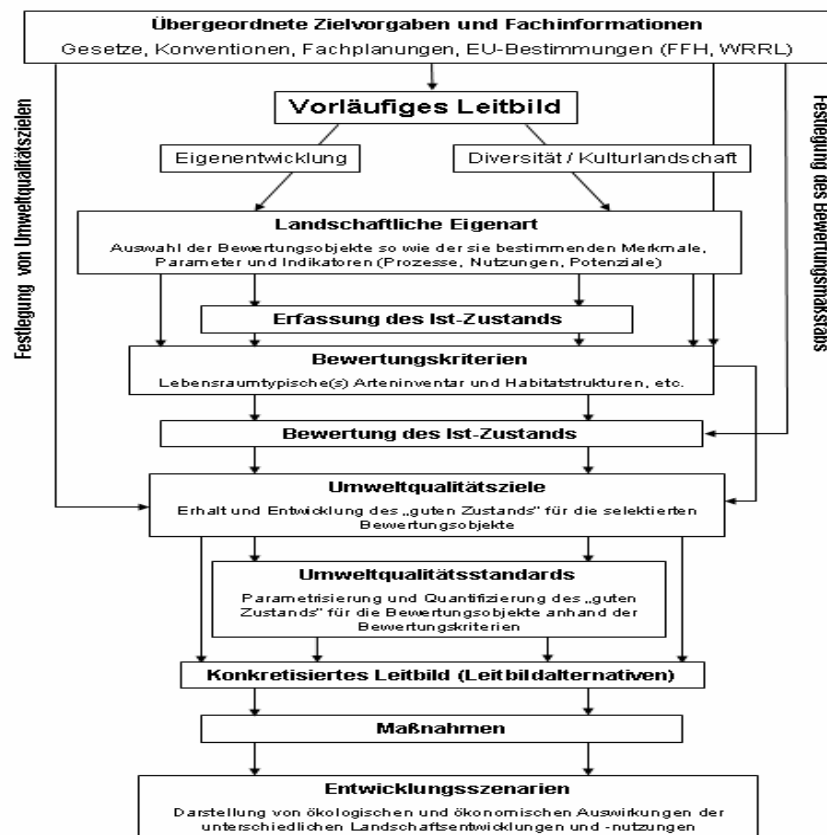 Übergeordnete Zielvorgaben und Fachinformationen
Gesetze, Konventionen, Fachplanungen, EU-Bestimmungen (FFH, WRRL)
Festlegung von Umweltqualitätszielen
Festlegung des Bewertungsmaßstabs
Vorläufiges Leitbild
Eigenentwicklung
Diversität / Kulturlandschaft
Landschaftliche Eigenart
Auswahl der Bewertungsobjekte so wie der sie bestimmenden Merkmale,
Parameter und Indikatoren (Prozesse, Nutzungen, Potenziale)
Erfassung des Ist-Zustands
Bewertungskriterien
Lebensraumtypische(s) Arteninventar und Habitatstrukturen, etc.
Bewertung des Ist-Zustands
Umweltqualitätsziele
Erhalt und Entwicklung des „guten Zustands" für die selektierten
Bewertungsobjekte
Umweltqualitätsstandards
Parametrisierung und Quantifizierung des „guten
Zustands" für die Bewertungsobjekte anhand der
Bewertungskriterien
Konkretisiertes Leitbild (Leitbildalternativen)
Maßnahmen
Entwicklungsszenarien
Darstellung von ökologischen und ökonomischen Auswirkungen der
unterschiedlichen Landschaftsentwicklungen und -nutzungen